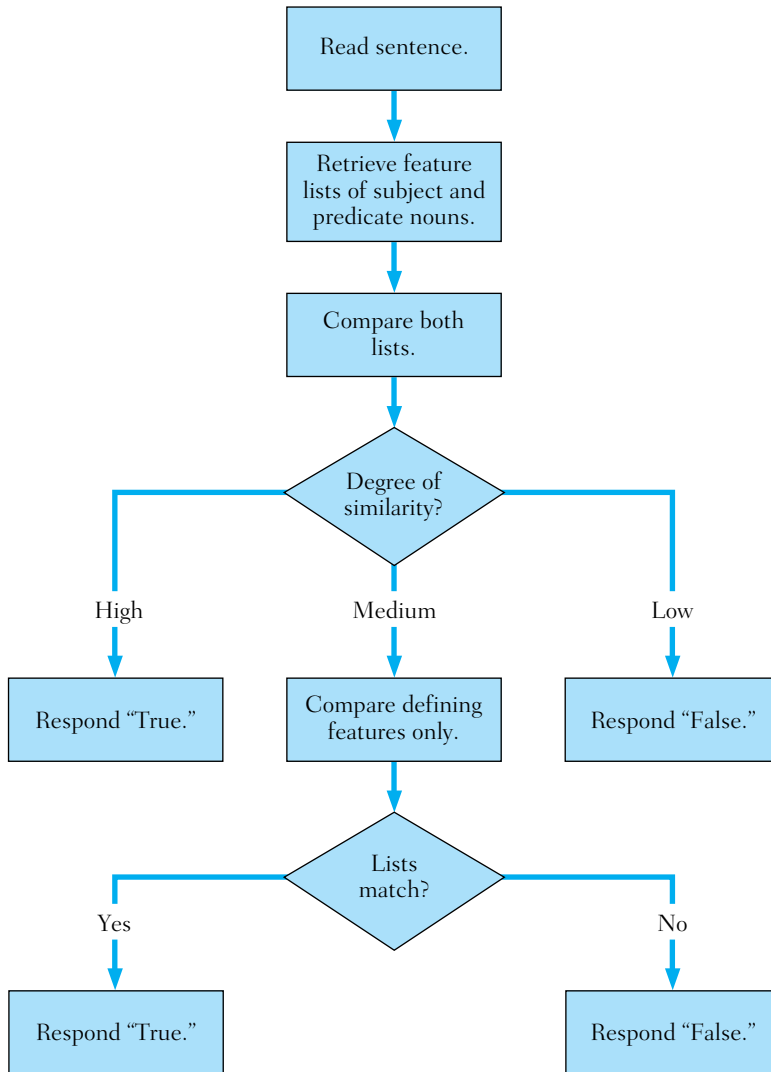 Read sentence.
Retrieve feature
lists of subject and
predicate nouns.
Compare both
lists.
Degree of
similarity?
High
Medium
Low
Respond “True.”
Compare defining
features only.
Respond “False.”
Lists
match?
Yes
No
Respond “True.”
Respond “False.”